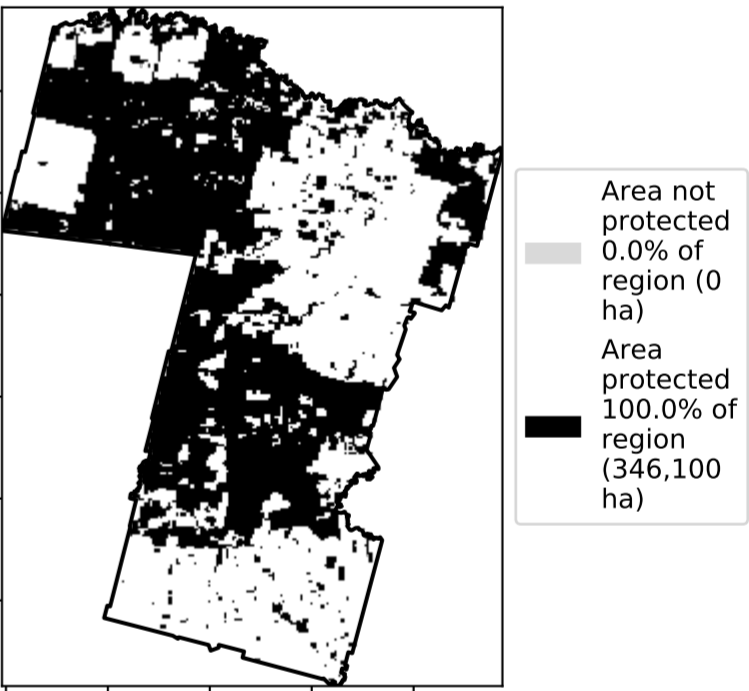 Area not
protected
0.0% of
region (0
ha)
Area
protected
100.0% of
region
(346,100
ha)